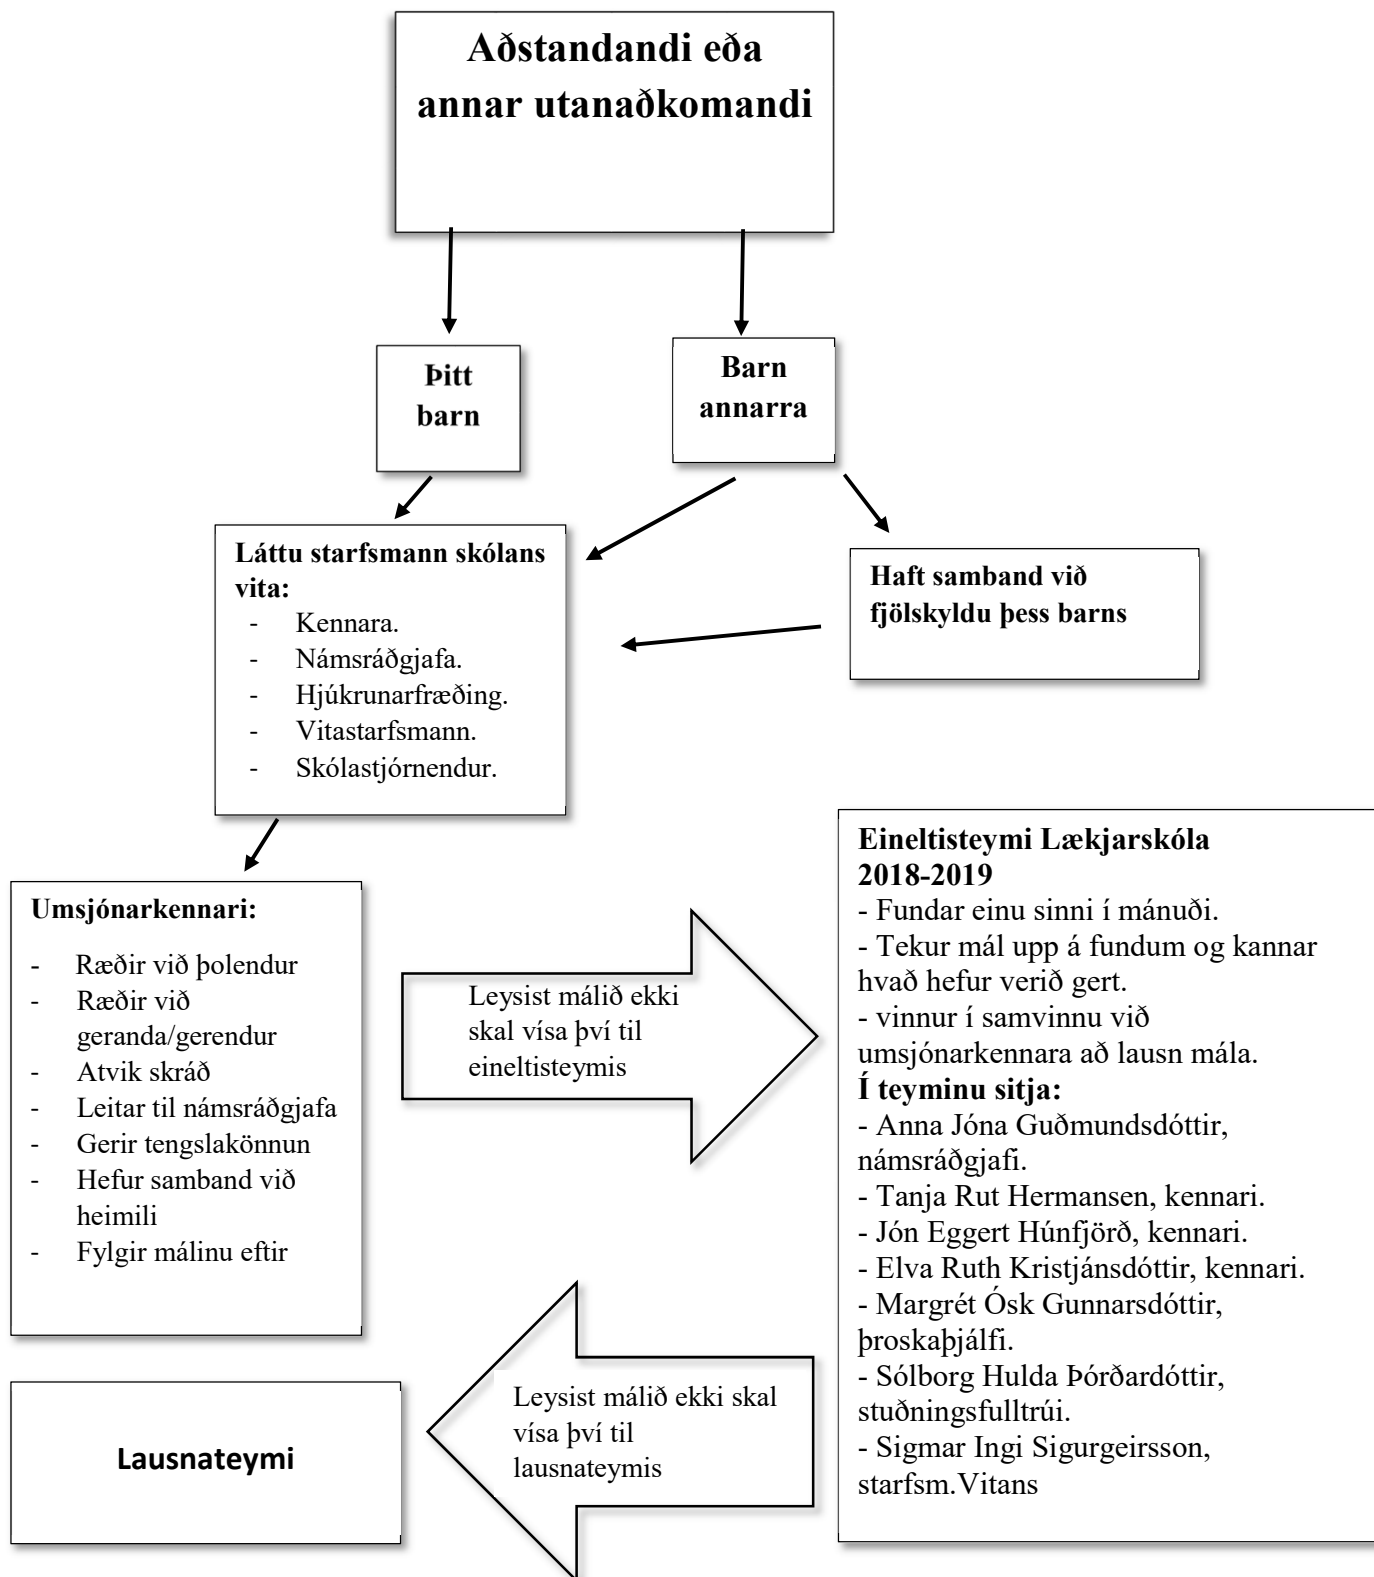 Aðstandandi eða
annar utanaðkomandi
Þitt
barn
Barn
annarra
Láttu starfsmann skólans
vita:
- Kennara.
- Námsráðgjafa.
- Hjúkrunarfræðing.
- Vitastarfsmann.
- Skólastjórnendur.
Haft samband við
fjölskyldu þess barns
Umsjónarkennari:
- Ræðir við þolendur
- Ræðir við
geranda/gerendur
- Atvik skráð
- Leitar til námsráðgjafa
- Gerir tengslakönnun
- Hefur samband við
heimili
- Fylgir málinu eftir
Leysist málið ekki
skal vísa því til
eineltisteymis
Eineltisteymi Lækjarskóla
2018-2019
- Fundar einu sinni í mánuði.
- Tekur mál upp á fundum og kannar
hvað hefur verið gert.
- vinnur í samvinnu við
umsjónarkennara að lausn mála.
Í teyminu sitja:
- Anna Jóna Guðmundsdóttir,
námsráðgjafi.
- Tanja Rut Hermansen, kennari.
- Jón Eggert Húnfjörð, kennari.
- Elva Ruth Kristjánsdóttir, kennari.
- Margrét Ósk Gunnarsdóttir,
þroskaþjálfi.
- Sólborg Hulda Þórðardóttir,
stuðningsfulltrúi.
- Sigmar Ingi Sigurgeirsson,
starfsm.Vitans
Leysist málið ekki skal
vísa því til
lausnateymis
Lausnateymi